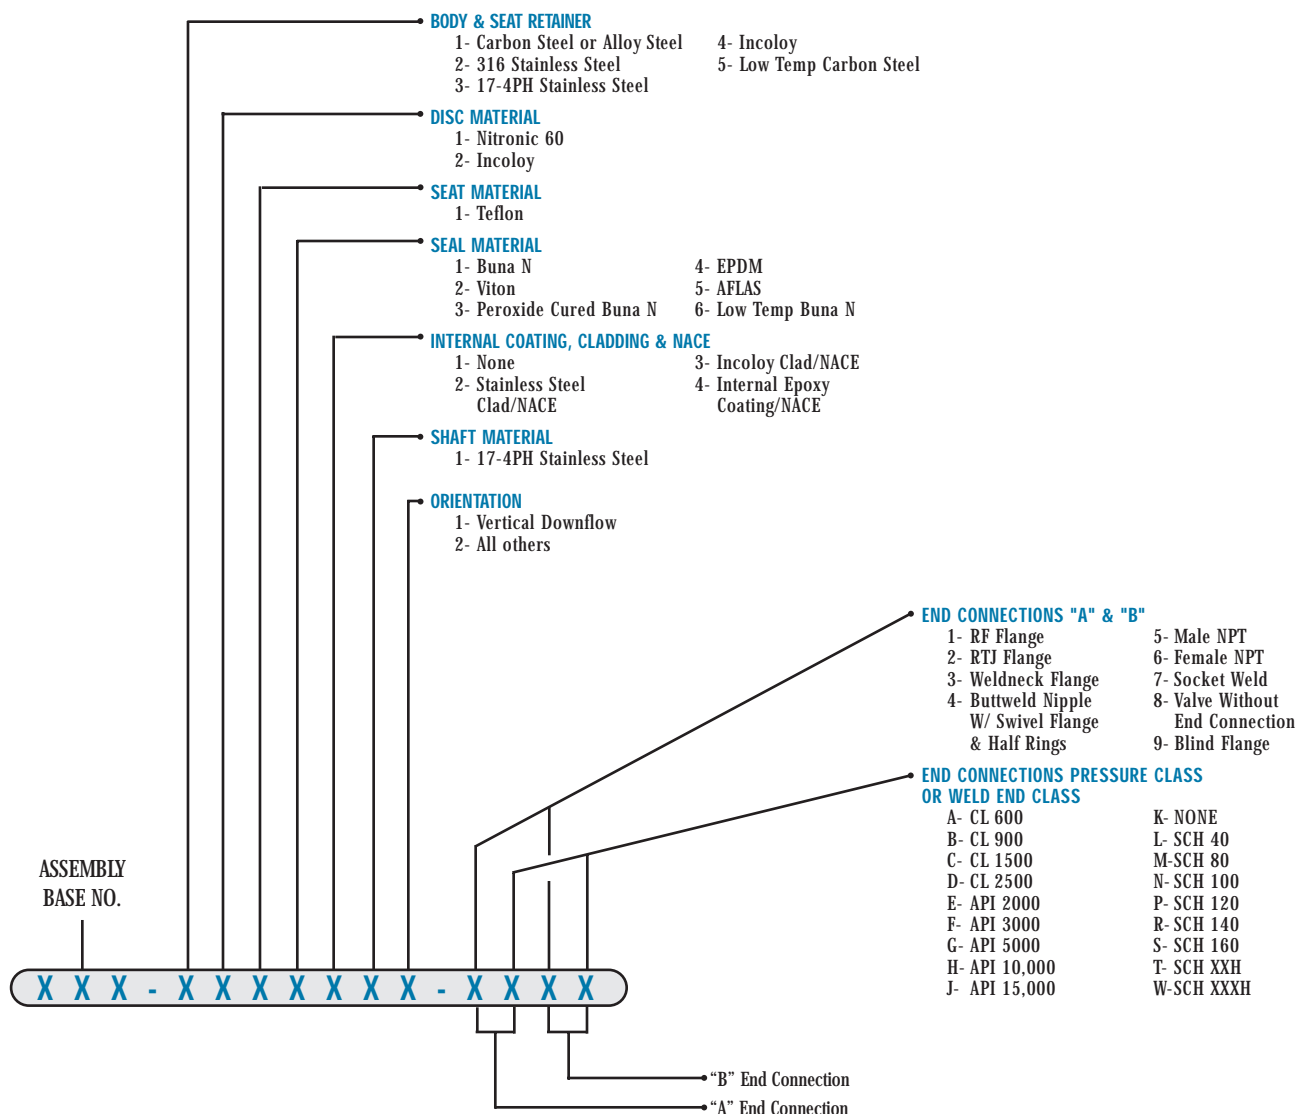 BODY & SEAT RETAINER
1- Carbon Steel or Alloy Steel
2- 316 Stainless Steel
3- 17-4PH Stainless Steel
4- Incoloy
5- Low Temp Carbon Steel
DISC MATERIAL
1- Nitronic 60
2- Incoloy
SEAT MATERIAL
1- Teflon
SEAL MATERIAL
1- Buna N
2- Viton
3- Peroxide Cured Buna N
4- EPDM
5- AFLAS
6- Low Temp Buna N
INTERNAL COATING, CLADDING & NACE
1- None
2- Stainless Steel
Clad/NACE
3- Incoloy Clad/NACE
4- Internal Epoxy
Coating/NACE
SHAFT MATERIAL
1- 17-4PH Stainless Steel
ORIENTATION
1- Vertical Downflow
2- All others
END CONNECTIONS "A" & "B"
1- RF Flange
2- RTJ Flange
3- Weldneck Flange
4- Buttweld Nipple
W/ Swivel Flange
& Half Rings
5- Male NPT
6- Female NPT
7- Socket Weld
8- Valve Without
End Connection
9- Blind Flange
END CONNECTIONS PRESSURE CLASS
OR WELD END CLASS
A- CL 600
B- CL 900
C- CL 1500
D- CL 2500
E- API 2000
F- API 3000
G- API 5000
H- API 10,000
J- API 15,000
K- NONE
L- SCH 40
M-SCH 80
N- SCH 100
P- SCH 120
R- SCH 140
S- SCH 160
T- SCH XXH
W-SCH XXXH
ASSEMBLY
BASE NO.
X X X - X X X X X X X - X X X X
“B” End Connection
“A” End Connection